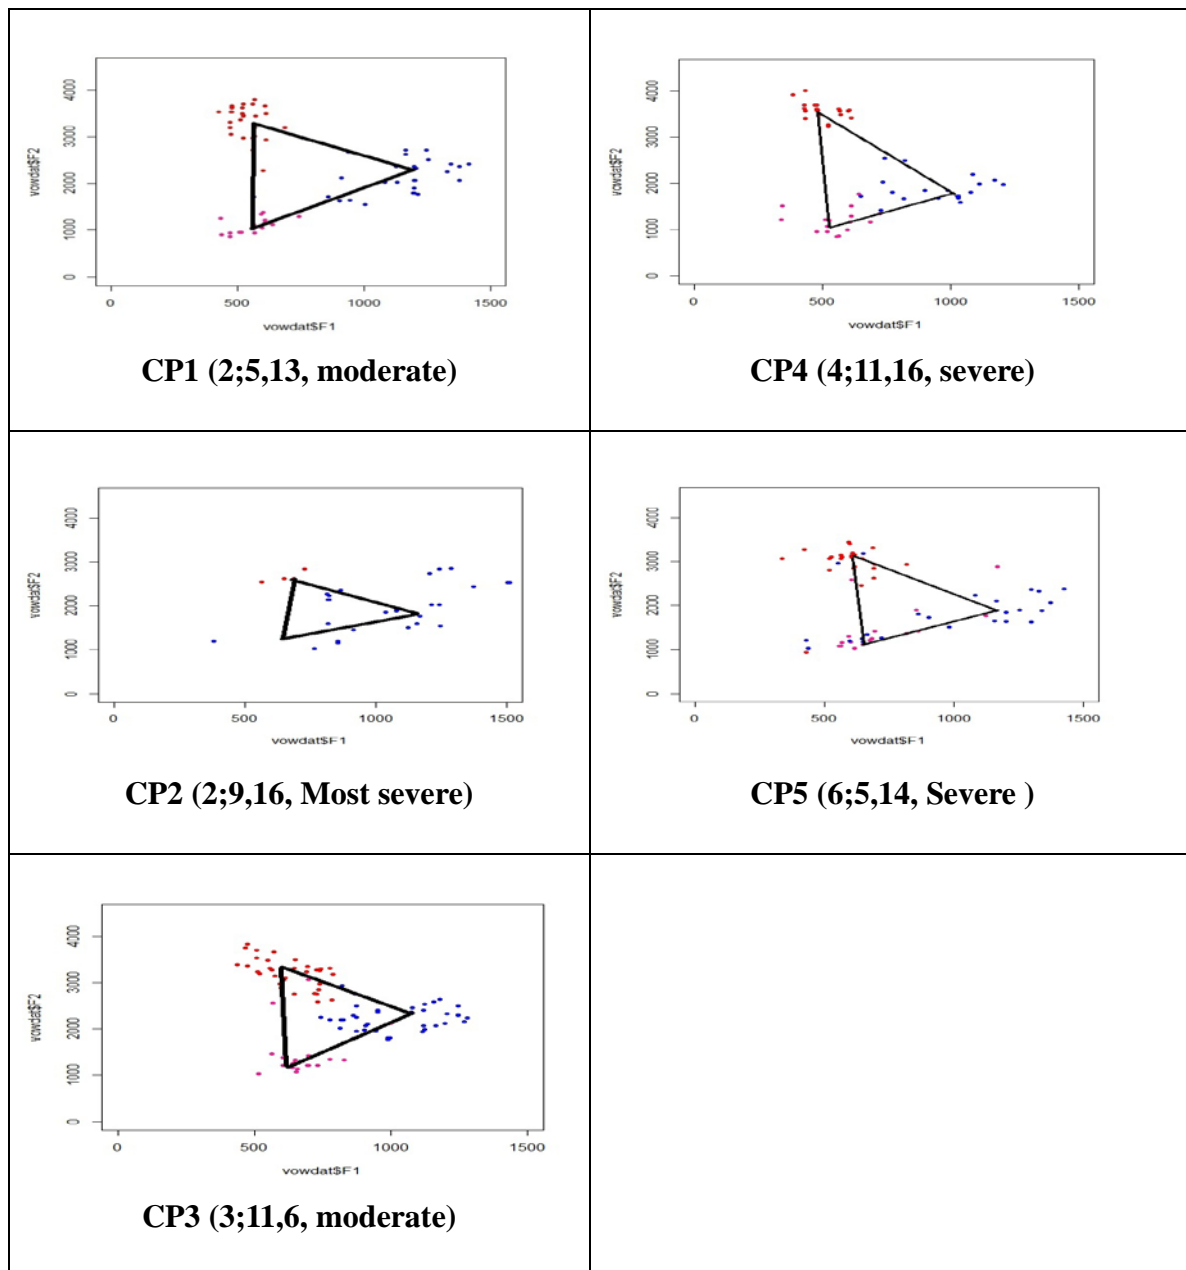 4000
3000
2000
1000
0
vowdat$F2
0 500 1000 1500
vowdat$F1
CP1 (2;5,13, moderate)
4000
3000
2000
1000
0
vowdat$F2
0 500 1000 1500
vowdat$F1
CP4 (4;11,16, severe)
4000
3000
2000
1000
0
vowdat$F2
0 500 1000 1500
vowdat$F1
CP2 (2;9,16, Most severe)
4000
3000
2000
1000
0
vowdat$F2
0 500 1000 1500
vowdat$F1
CP5 (6;5,14, Severe )
4000
3000
2000
1000
0
vowdat$F2
0 500 1000 1500
vowdat$F1
CP3 (3;11,6, moderate)